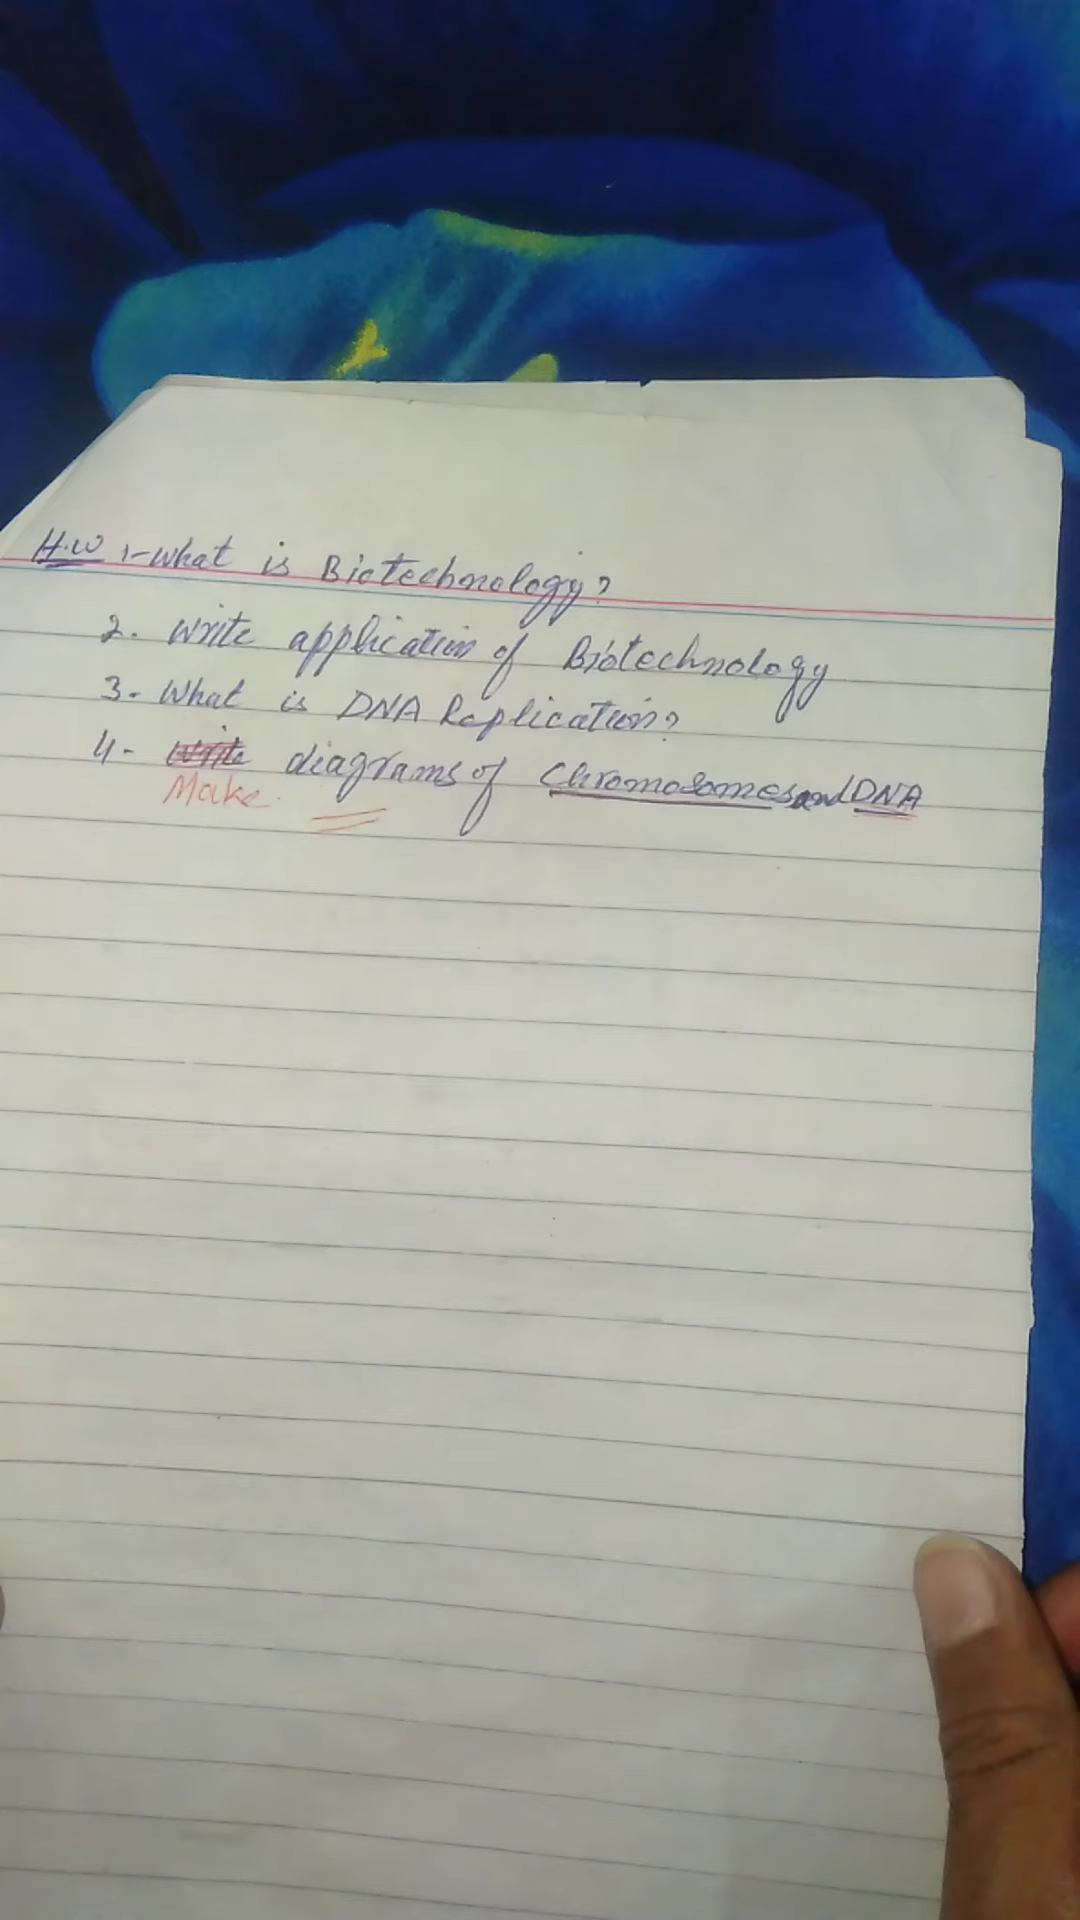 H.W 1-What is Biotechnology?
2. Write application of Biotechnology
3. What is DNA Replication?
4- Write diagrams of Chromosomes and DNA
Make.